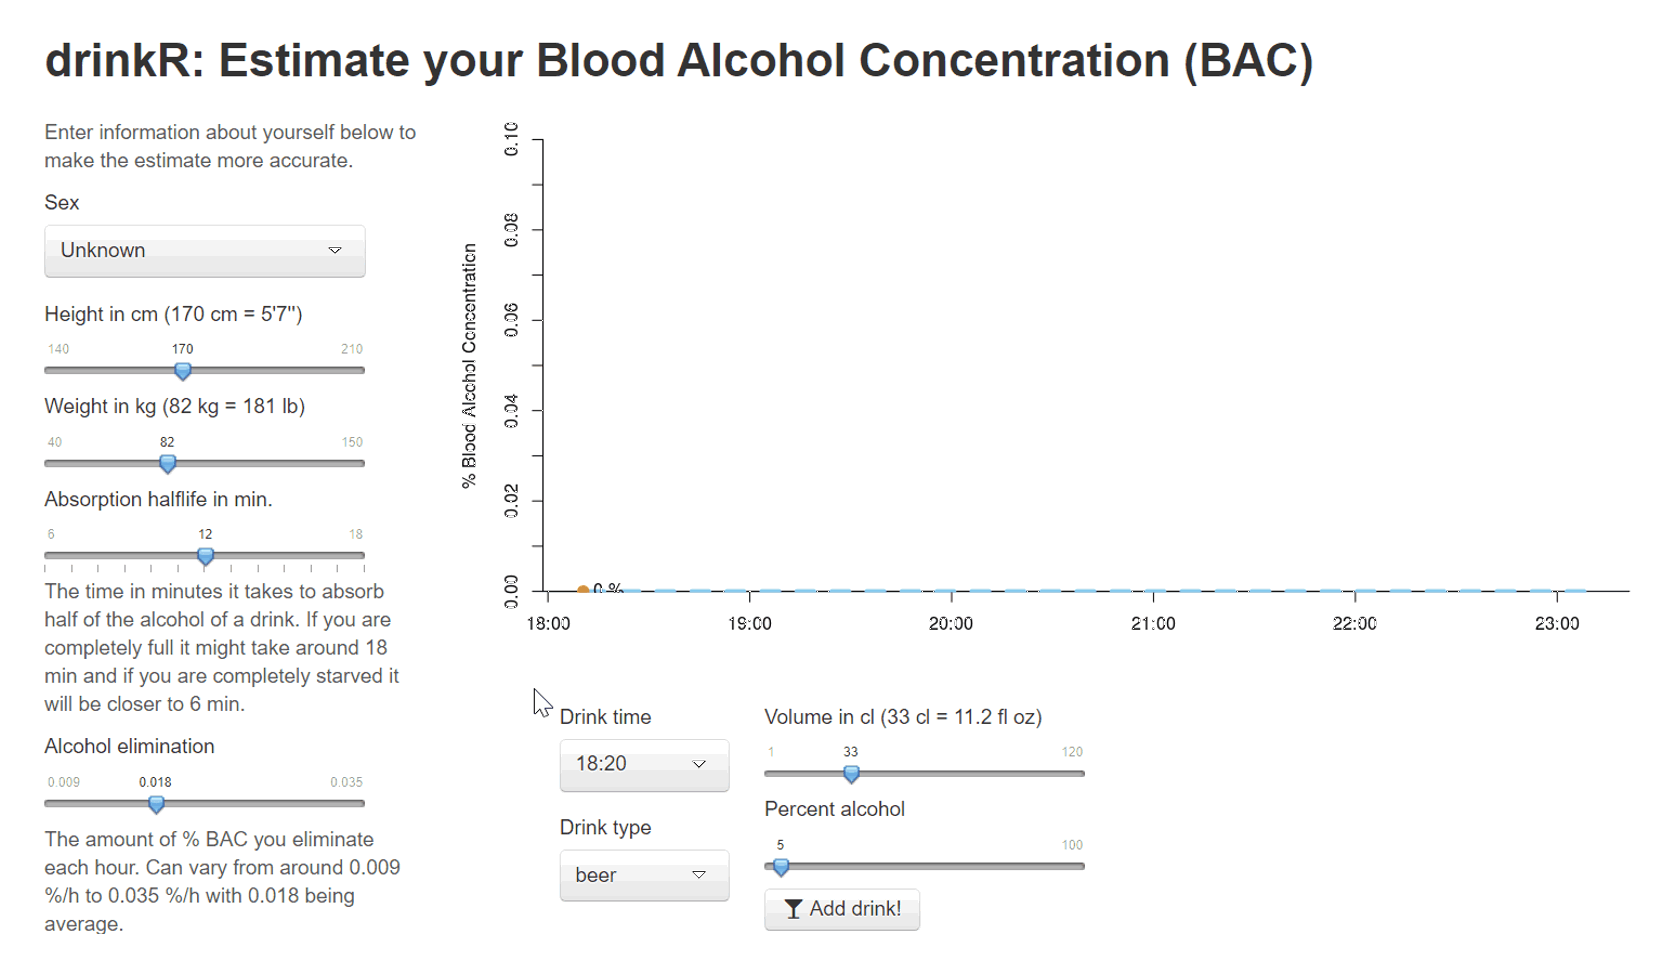 drinkR: Estimate your Blood Alcohol Concentration (BAC)
Enter information about yourself below to
make the estimate more accurate.
Sex
Unknown
Height in cm (170 cm = 5'7")
140 170 210
Weight in kg (82 kg = 181 lb)
40 82 150
Absorption halflife in min.
6 12 18
The time in minutes it takes to absorb
half of the alcohol of a drink. If you are
completely full it might take around 18
min and if you are completely starved it
will be closer to 6 min.
Alcohol elimination
0.009 0.018 0.035
The amount of % BAC you eliminate
each hour. Can vary from around 0.009
%/h to 0.035 %/h with 0.018 being
average.
% Blood Alcohol Concentration
0.10
0.08
0.06
0.04
0.02
0.00
0 %
18:00 19:00 20:00 21:00 22:00 23:00
Drink time
18:20
Drink type
beer
Volume in cl (33 cl = 11.2 fl oz)
1 33 120
Percent alcohol
5 100
Add drink!